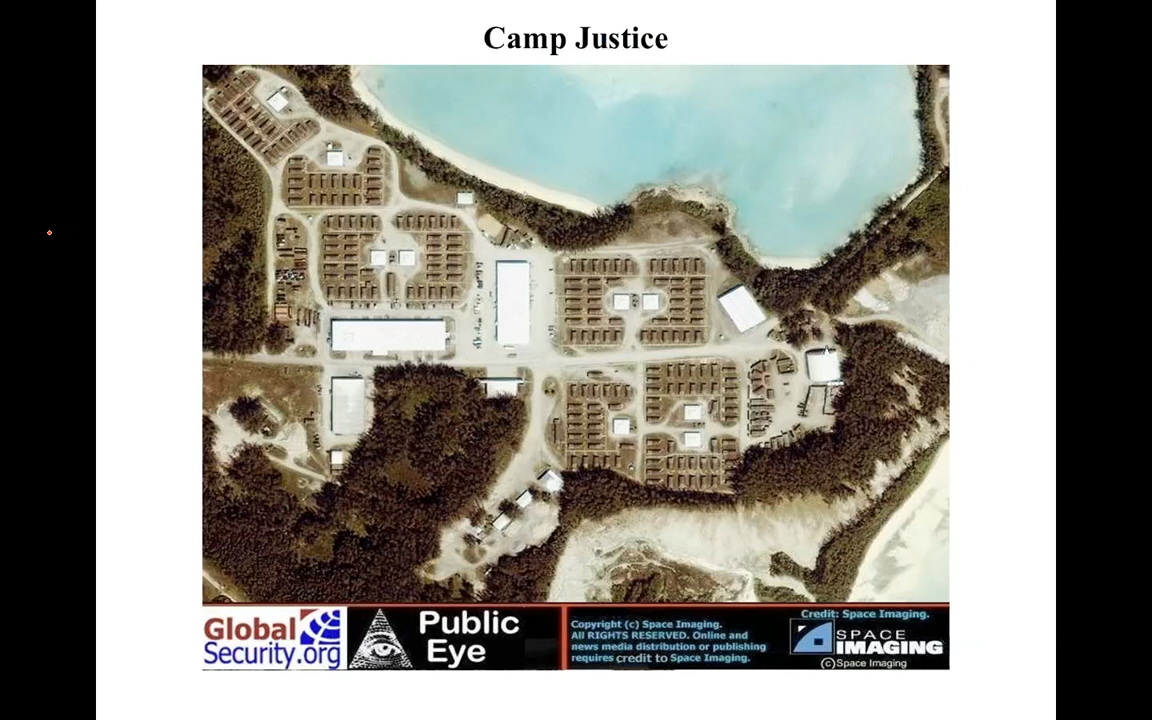 Camp Justice
Global
Security.org
Public
Eye
Copyright (c) Space Imaging.
All RIGHTS RESERVED. Online and
news media distribution or publishing
requires credit to Space Imaging.
Credit: Space Imaging.
SPACE
IMAGING
(c)Space Imaging